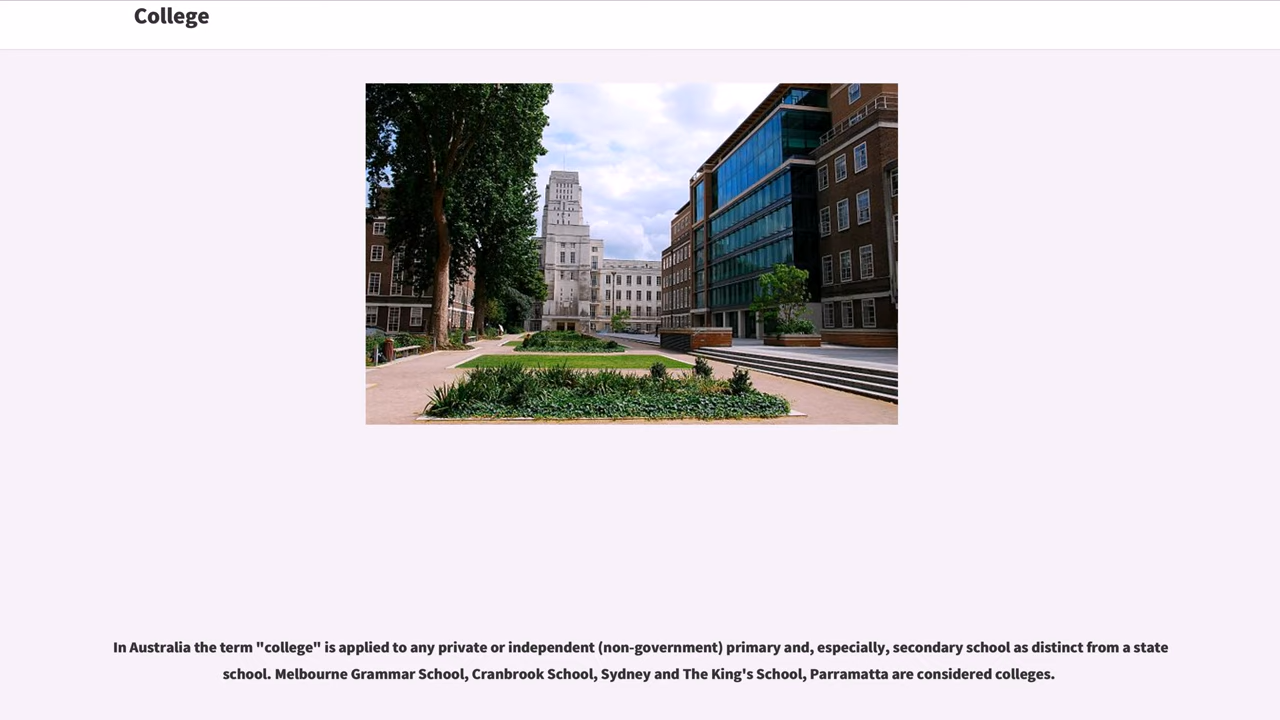 College
In Australia the term "college" is applied to any private or independent (non-government) primary and, especially, secondary school as distinct from a state
school. Melbourne Grammar School, Cranbrook School, Sydney and The King's School, Parramatta are considered colleges.